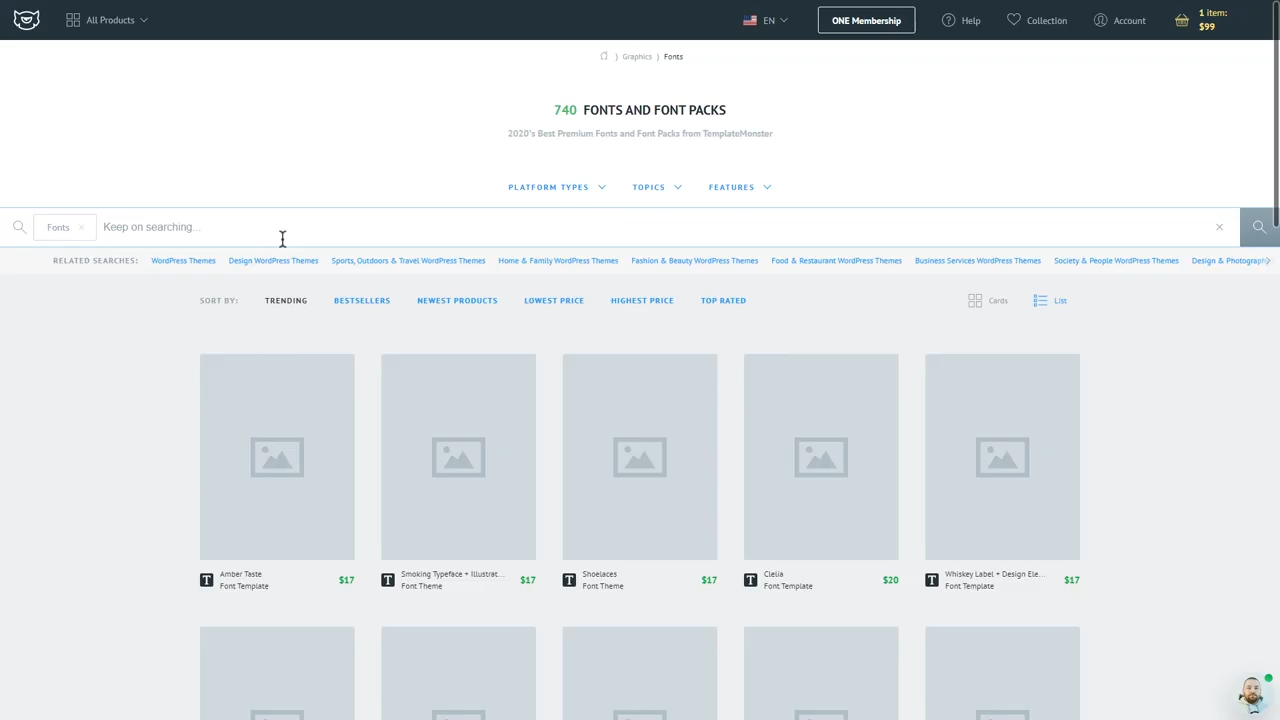 All Products
EN
ONE Membership
Help
Collection
Account
1 item:
$99
Graphics
Fonts
740 FONTS AND FONT PACKS
2020's Best Premium Fonts and Font Packs from TemplateMonster
PLATFORM TYPES
TOPICS
FEATURES
Fonts
Keep on searching...
RELATED SEARCHES:
WordPress Themes
Design WordPress Themes
Sports, Outdoors & Travel WordPress Themes
Home & Family WordPress Themes
Fashion & Beauty WordPress Themes
Food & Restaurant WordPress Themes
Business Services WordPress Themes
Society & People WordPress Themes
Design & Photography
SORT BY:
TRENDING
BESTSELLERS
NEWEST PRODUCTS
LOWEST PRICE
HIGHEST PRICE
TOP RATED
Cards
List
T
Amber Taste
Font Template
$17
T
Smoking Typeface + Illustrat...
Font Theme
$17
T
Shoelaces
Font Theme
$17
T
Clelia
Font Template
$20
T
Whiskey Label + Design Ele...
Font Template
$17